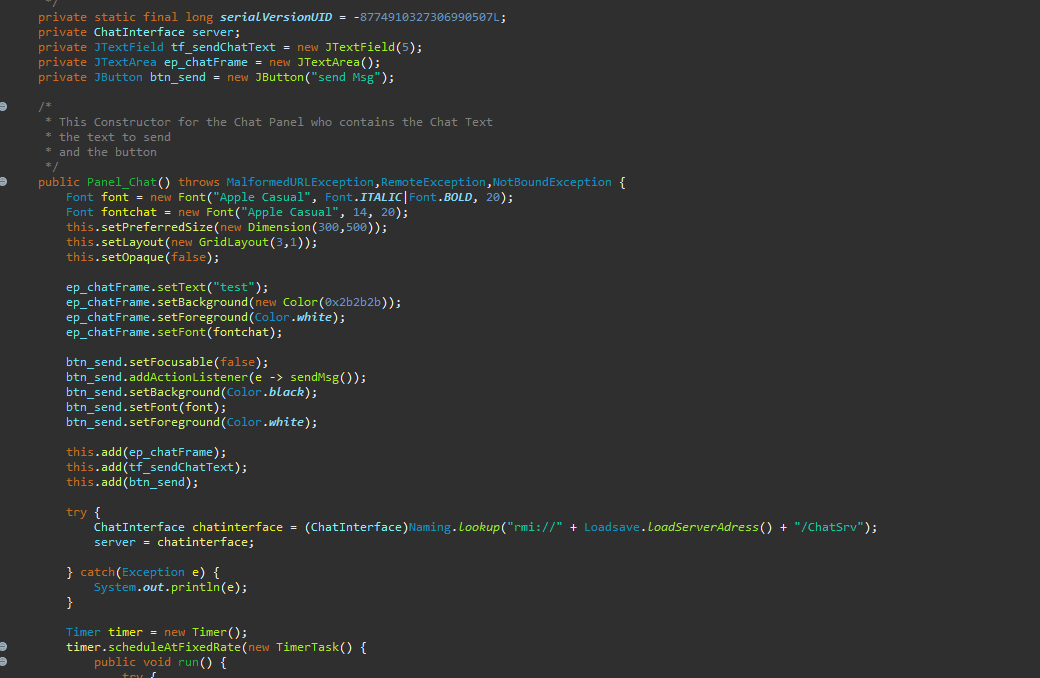 */
private static final long serialVersionUID = -8774910327306990507L;
private ChatInterface server;
private JTextField tf_sendChatText = new JTextField(5);
private JTextArea ep_chatFrame = new JTextArea();
private JButton btn_send = new JButton("send Msg");
/*
* This Constructor for the Chat Panel who contains the Chat Text
* the text to send
* and the button
*/
public Panel_Chat() throws MalformedURLException,RemoteException,NotBoundException {
Font font = new Font("Apple Casual", Font.ITALIC|Font.BOLD, 20);
Font fontchat = new Font("Apple Casual", 14, 20);
this.setPreferredSize(new Dimension(300,500));
this.setLayout(new GridLayout(3,1));
this.setOpaque(false);
ep_chatFrame.setText("test");
ep_chatFrame.setBackground(new Color(0x2b2b2b));
ep_chatFrame.setForeground(Color.white);
ep_chatFrame.setFont(fontchat);
btn_send.setFocusable(false);
btn_send.addActionListener(e -> sendMsg());
btn_send.setBackground(Color.black);
btn_send.setFont(font);
btn_send.setForeground(Color.white);
this.add(ep_chatFrame);
this.add(tf_sendChatText);
this.add(btn_send);
try {
ChatInterface chatinterface = (ChatInterface)Naming.lookup("rmi://" + Loadsave.loadServerAdress() + "/ChatSrv");
server = chatinterface;
} catch(Exception e) {
System.out.println(e);
}
Timer timer = new Timer();
timer.scheduleAtFixedRate(new TimerTask() {
public void run() {
try {